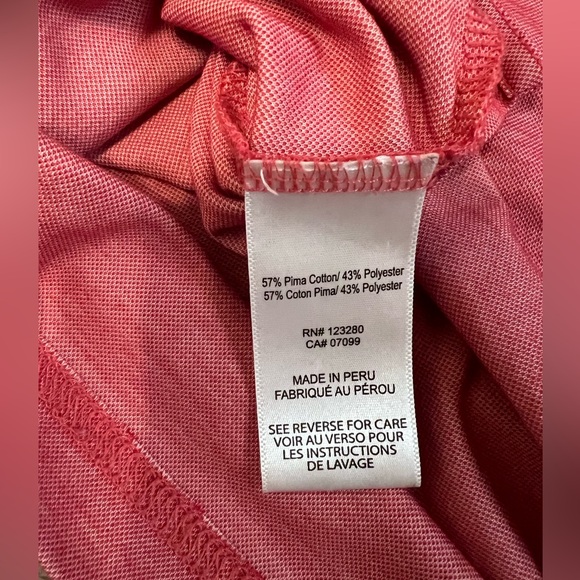 57% Pima Cotton/ 43% Polyester
57% Coton Pima/ 43% Polyester
RN# 123280
CA# 07099
MADE IN PERU
FABRIQUÉ AU PÉROU
SEE REVERSE FOR CARE
VOIR AU VERSO POUR
LES INSTRUCTIONS
DE LAVAGE